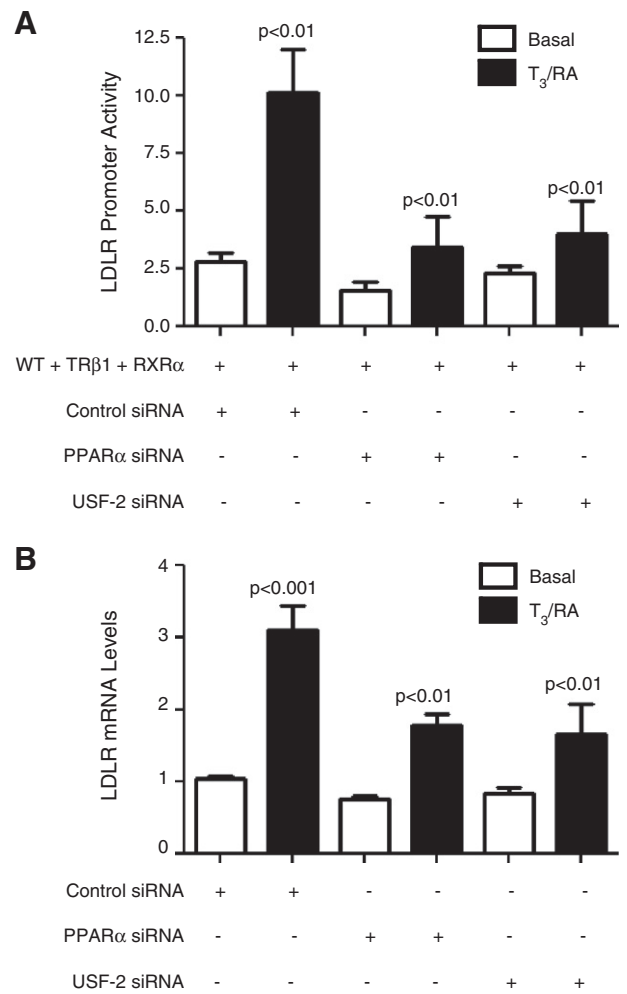 A
LDLR Promoter Activity
12.5
10.0
7.5
5.0
2.5
0.0
p<0.01
p<0.01
p<0.01
Basal
T3/RA
WT + TRβ1 + RXRα + + + + + +
Control siRNA + + - - - -
PPARα siRNA - - + + - -
USF-2 siRNA - - - - + +
B
LDLR mRNA Levels
4
3
2
1
0
p<0.001
p<0.01
p<0.01
Basal
T3/RA
Control siRNA + + - - - -
PPARα siRNA - - + + - -
USF-2 siRNA - - - - + +